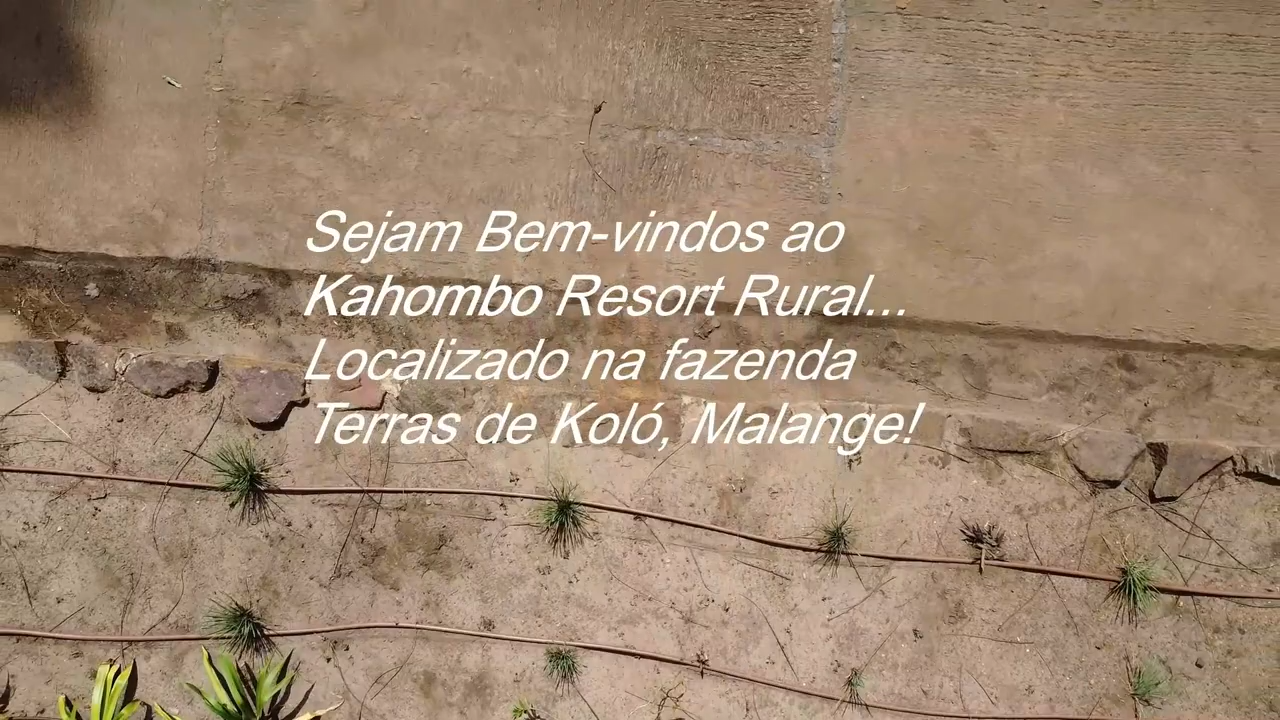 Sejam Bem-vindos ao
Kahombo Resort Rural...
Localizado na fazenda
Terras de Koló, Malange!